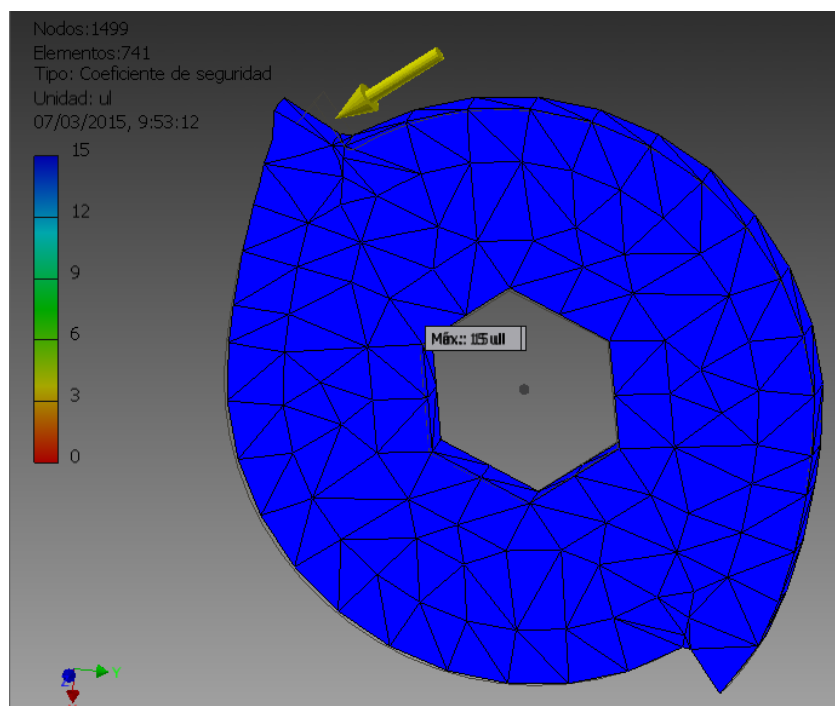 Nodos:1499
Elementos:741
Tipo: Coeficiente de seguridad
Unidad: ul
07/03/2015, 9:53:12
15
12
9
6
3
0
Y